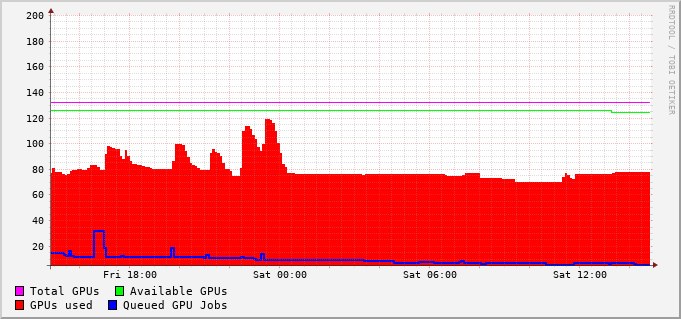 200
180
160
140
120
100
80
60
40
20
Fri 18:00 Sat 00:00 Sat 06:00 Sat 12:00
Total GPUs Available GPUs
GPUs used Queued GPU Jobs
RRDTOOL / TOBI OETIKER